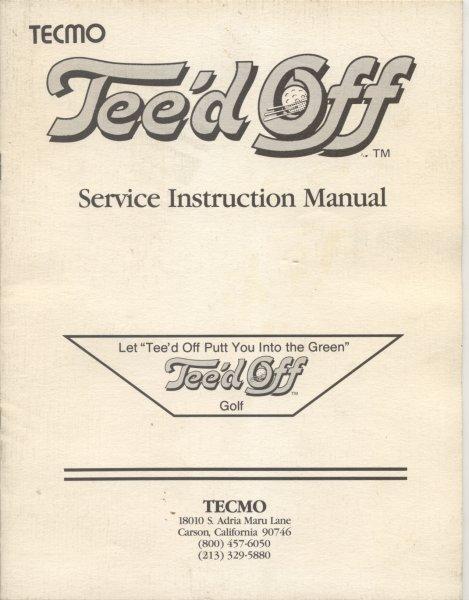 TECMO
Tee'd Off
TM
Service Instruction Manual
Let "Tee'd Off Putt You Into the Green"
Tee'd Off
TM
Golf
TECMO
18010 S. Adria Maru Lane
Carson, California 90746
(800) 457-6050
(213) 329-5880